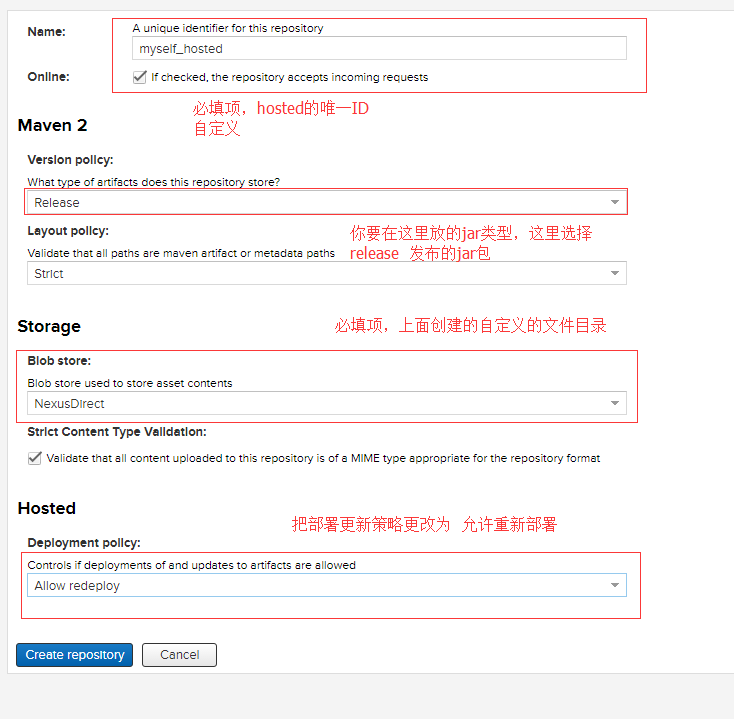 Name:
A unique identifier for this repository
myself_hosted
Online:
If checked, the repository accepts incoming requests
必填项，hosted的唯一ID
自定义
Maven 2
Version policy:
What type of artifacts does this repository store?
Release
Layout policy:
你要在这里放的jar类型，这里选择
Validate that all paths are maven artifact or metadata paths
release 发布的jar包
Strict
Storage
必填项，上面创建的自定义的文件目录
Blob store:
Blob store used to store asset contents
NexusDirect
Strict Content Type Validation:
Validate that all content uploaded to this repository is of a MIME type appropriate for the repository format
Hosted
把部署更新策略更改为 允许重新部署
Deployment policy:
Controls if deployments of and updates to artifacts are allowed
Allow redeploy
Create repository
Cancel